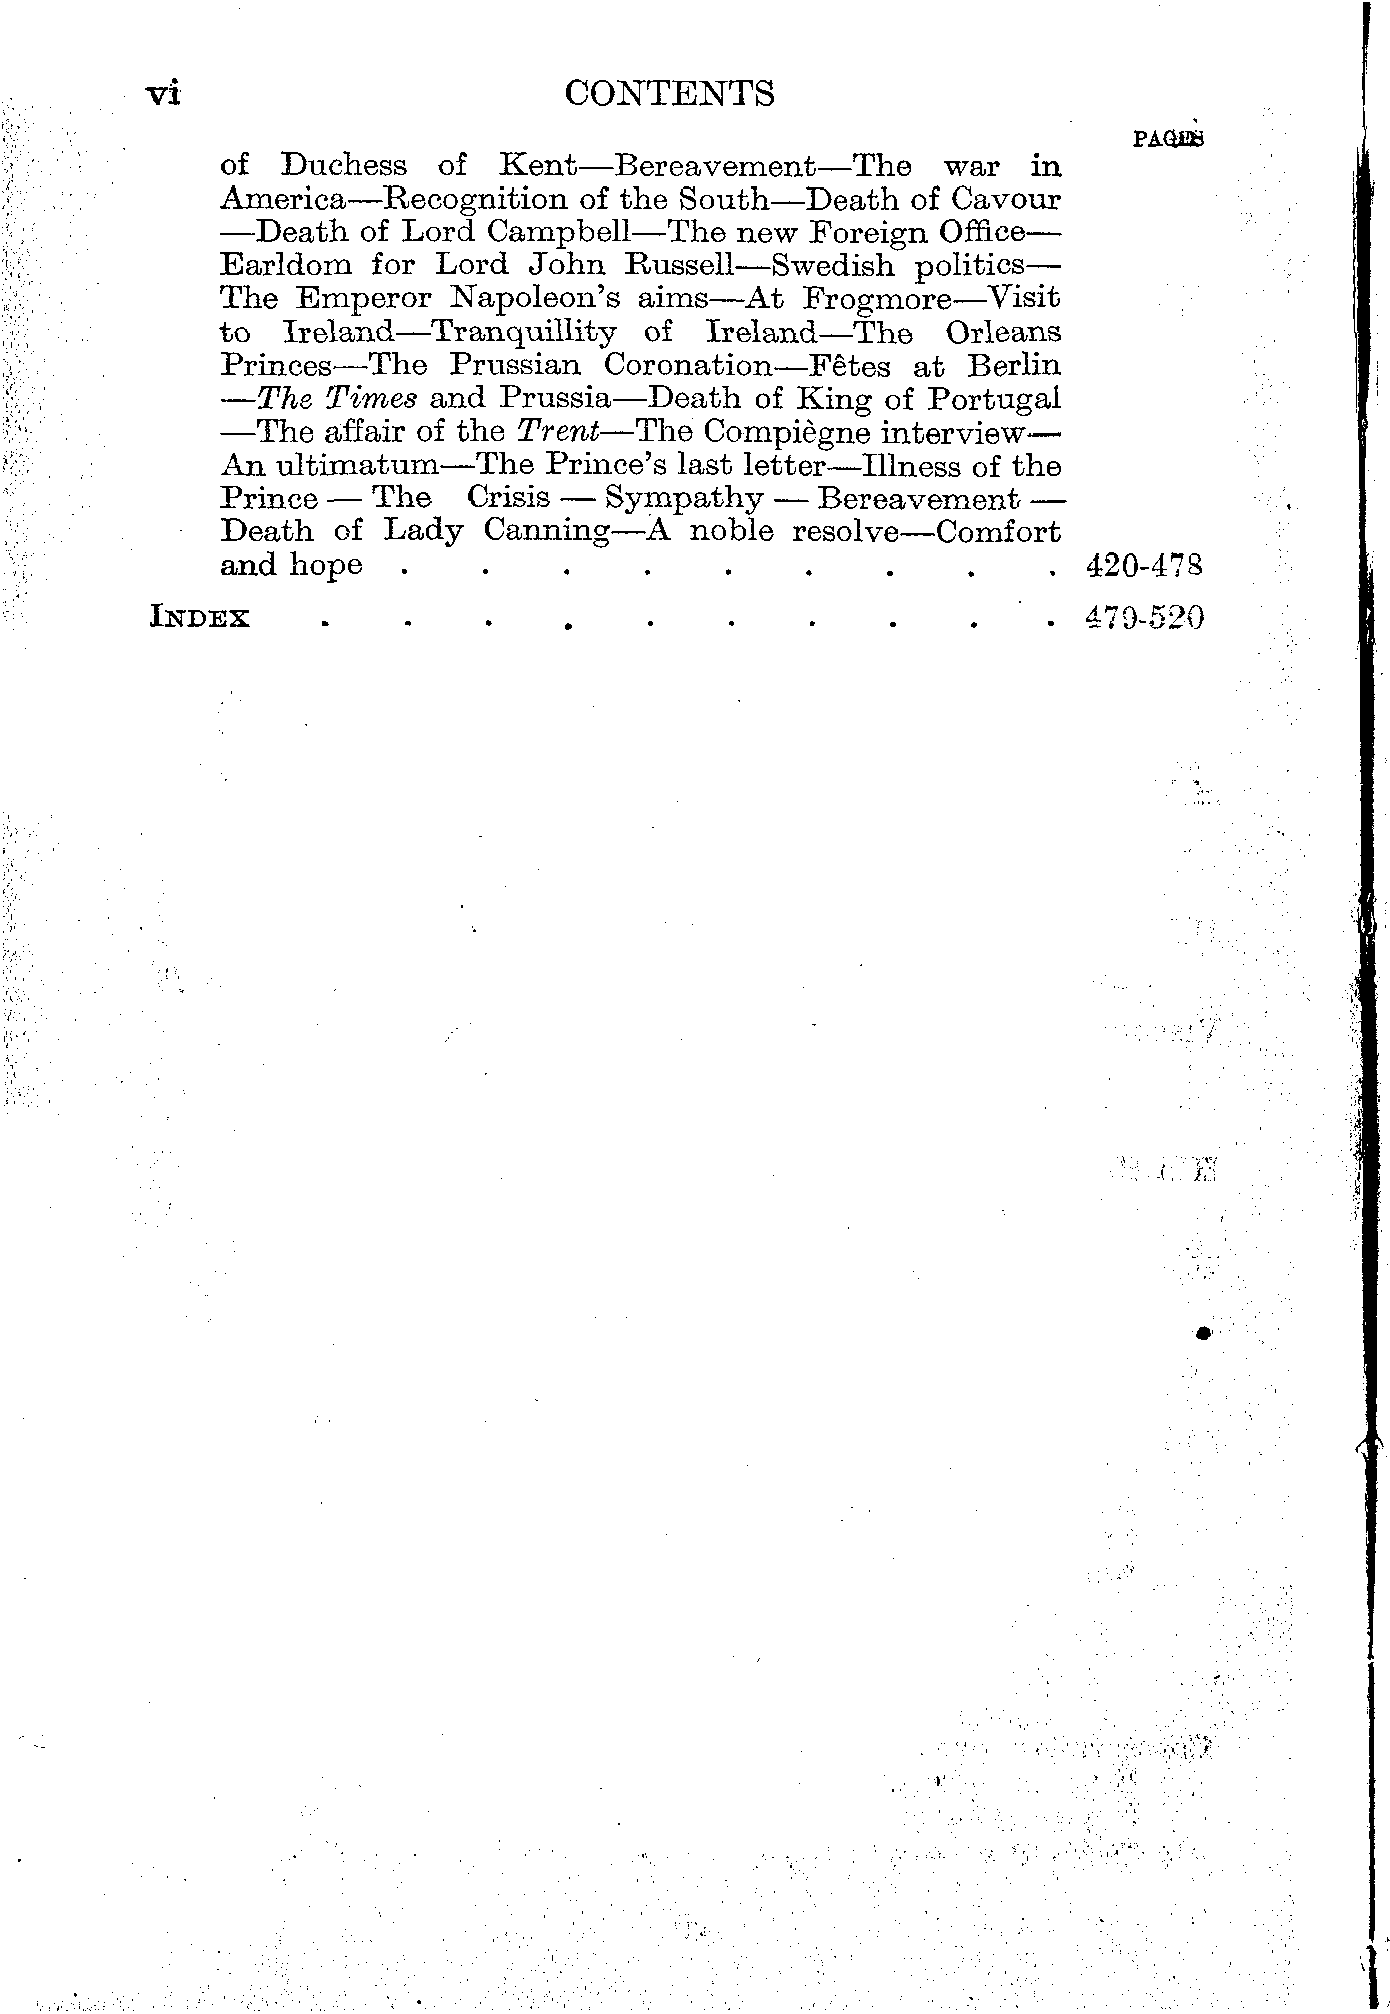 vi CONTENTS
PAGES
of Duchess of Kent—Bereavement—The war in
America—Recognition of the South—Death of Cavour
—Death of Lord Campbell—The new Foreign Office—
Earldom for Lord John Russell—Swedish politics—
The Emperor Napoleon's aims—At Frogmore—Visit
to Ireland—Tranquillity of Ireland—The Orleans
Princes—The Prussian Coronation—Fêtes at Berlin
—The Times and Prussia—Death of King of Portugal
—The affair of the Trent—The Compiègne interview—
An ultimatum—The Prince's last letter—Illness of the
Prince — The Crisis — Sympathy — Bereavement —
Death of Lady Canning—A noble resolve—Comfort
and hope . . . . . . . . . 420-478
INDEX . . . . . . . . . . 479-520